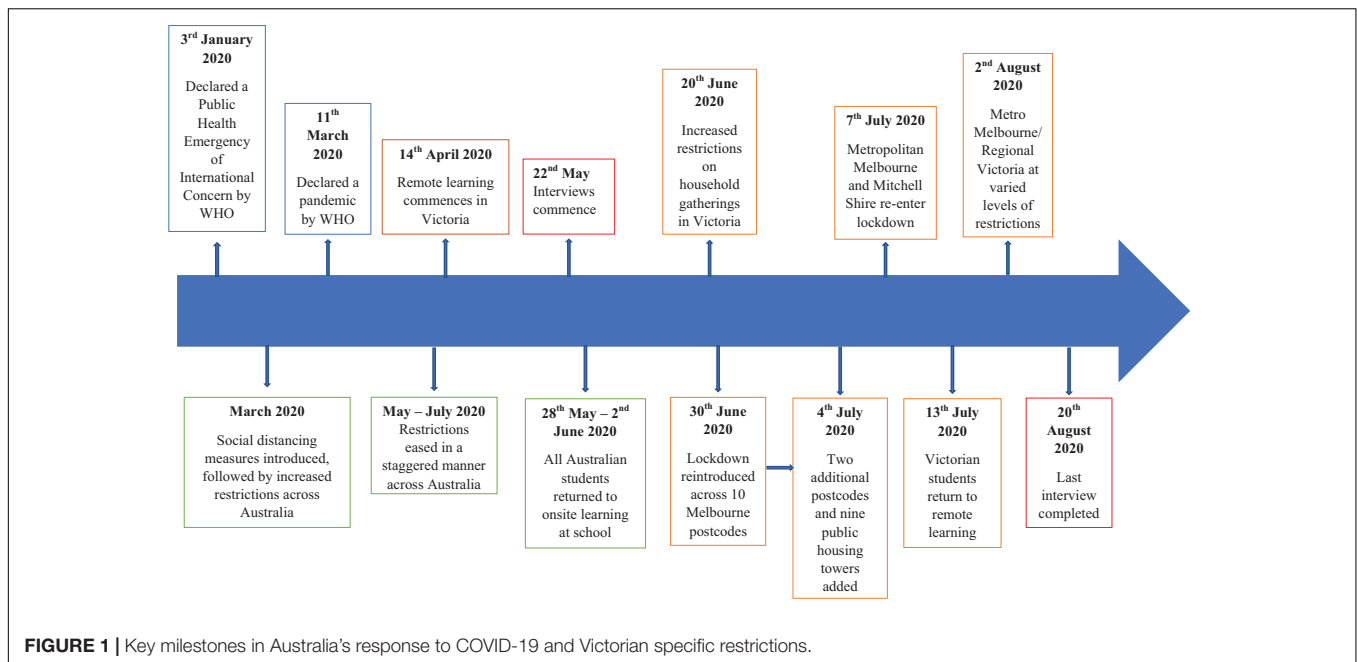 3rd January
2020
Declared a
Public
Health
Emergency
of
International
Concern by
WHO
11th
March
2020
Declared a
pandemic
by WHO
14th April 2020
Remote learning
commences in
Victoria
22nd May
Interviews
commence
20th June
2020
Increased
restrictions
on
household
gatherings
in Victoria
7th July 2020
Metropolitan
Melbourne
and Mitchell
Shire re-enter
lockdown
2nd August
2020
Metro
Melbourne/
Regional
Victoria at
varied
levels of
restrictions
March 2020
Social distancing
measures introduced,
followed by increased
restrictions across
Australia
May – July 2020
Restrictions
eased in a
staggered manner
across Australia
28th May – 2nd
June 2020
All Australian
students
returned to
onsite learning
at school
30th June
2020
Lockdown
reintroduced
across 10
Melbourne
postcodes
4th July
2020
Two
additional
postcodes
and nine
public
housing
towers
added
13th July
2020
Victorian
students
return to
remote
learning
20th
August
2020
Last
interview
completed
FIGURE 1 | Key milestones in Australia's response to COVID-19 and Victorian specific restrictions.